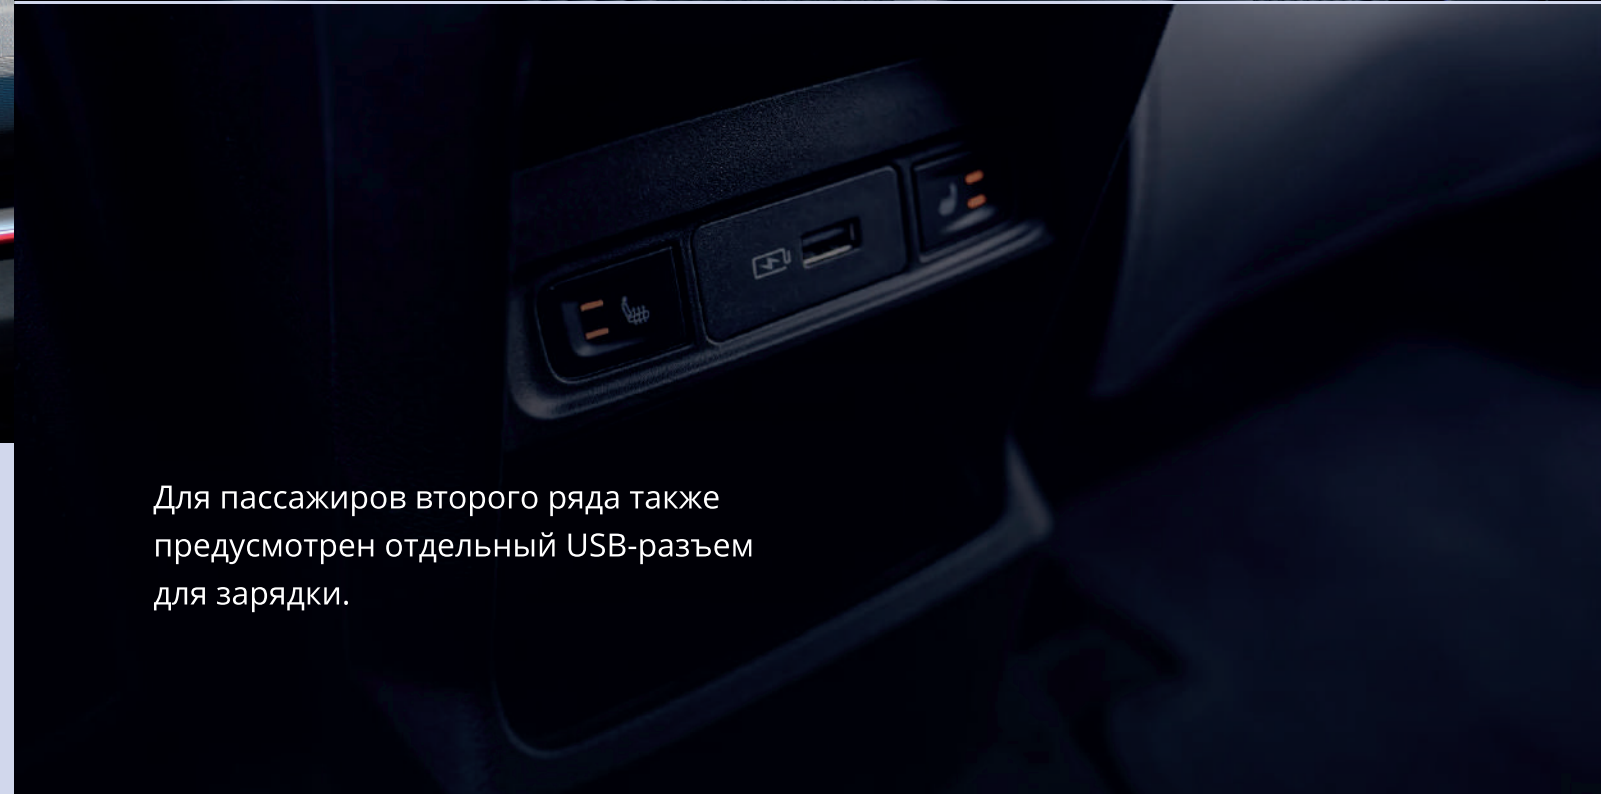 Для пассажиров второго ряда также
предусмотрен отдельный USB-разъем
для зарядки.